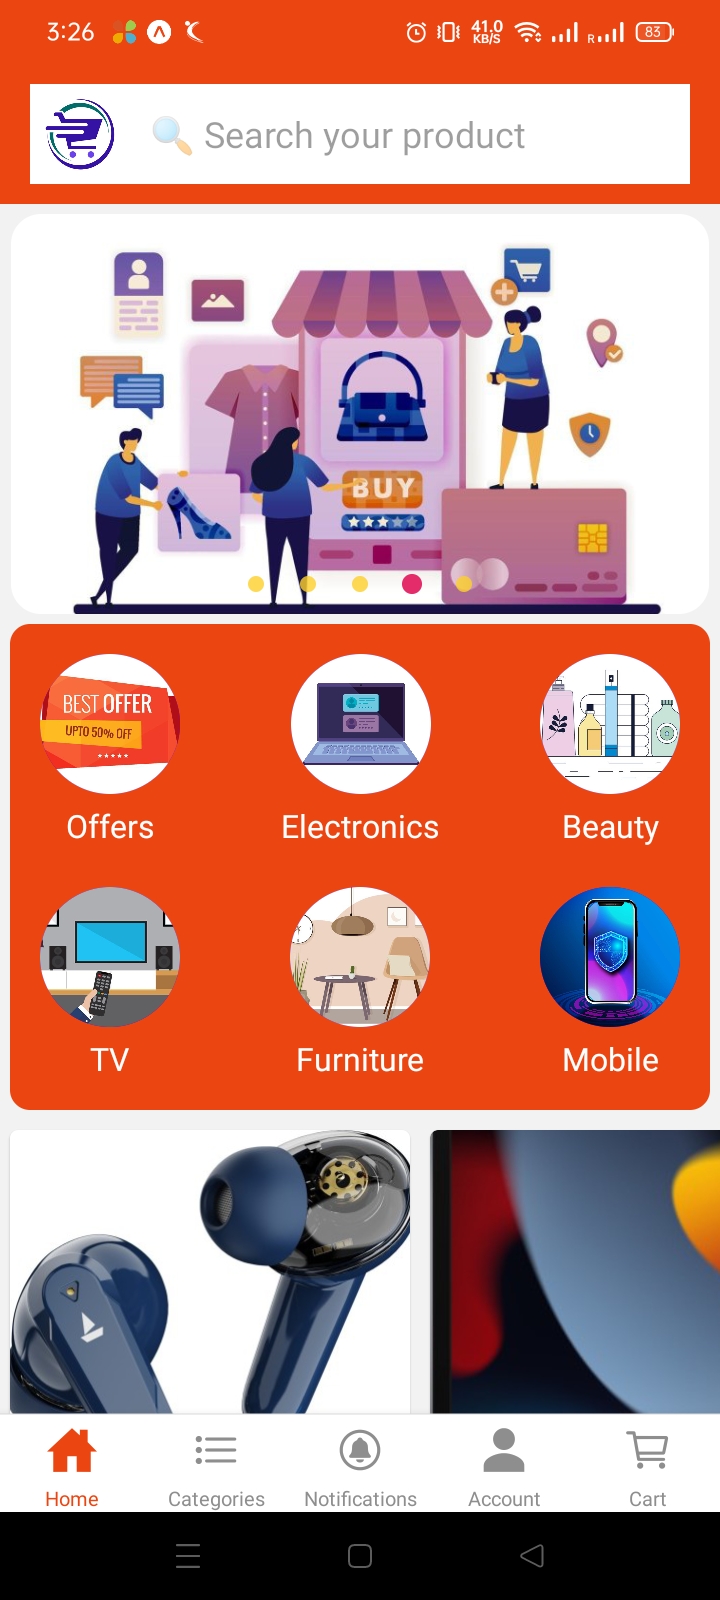 3:26
41.0
KB/S
R
83
Search your product
BUY
BEST OFFER
UPTO 50% OFF
Offers
Electronics
Beauty
TV
Furniture
Mobile
Home
Categories
Notifications
Account
Cart